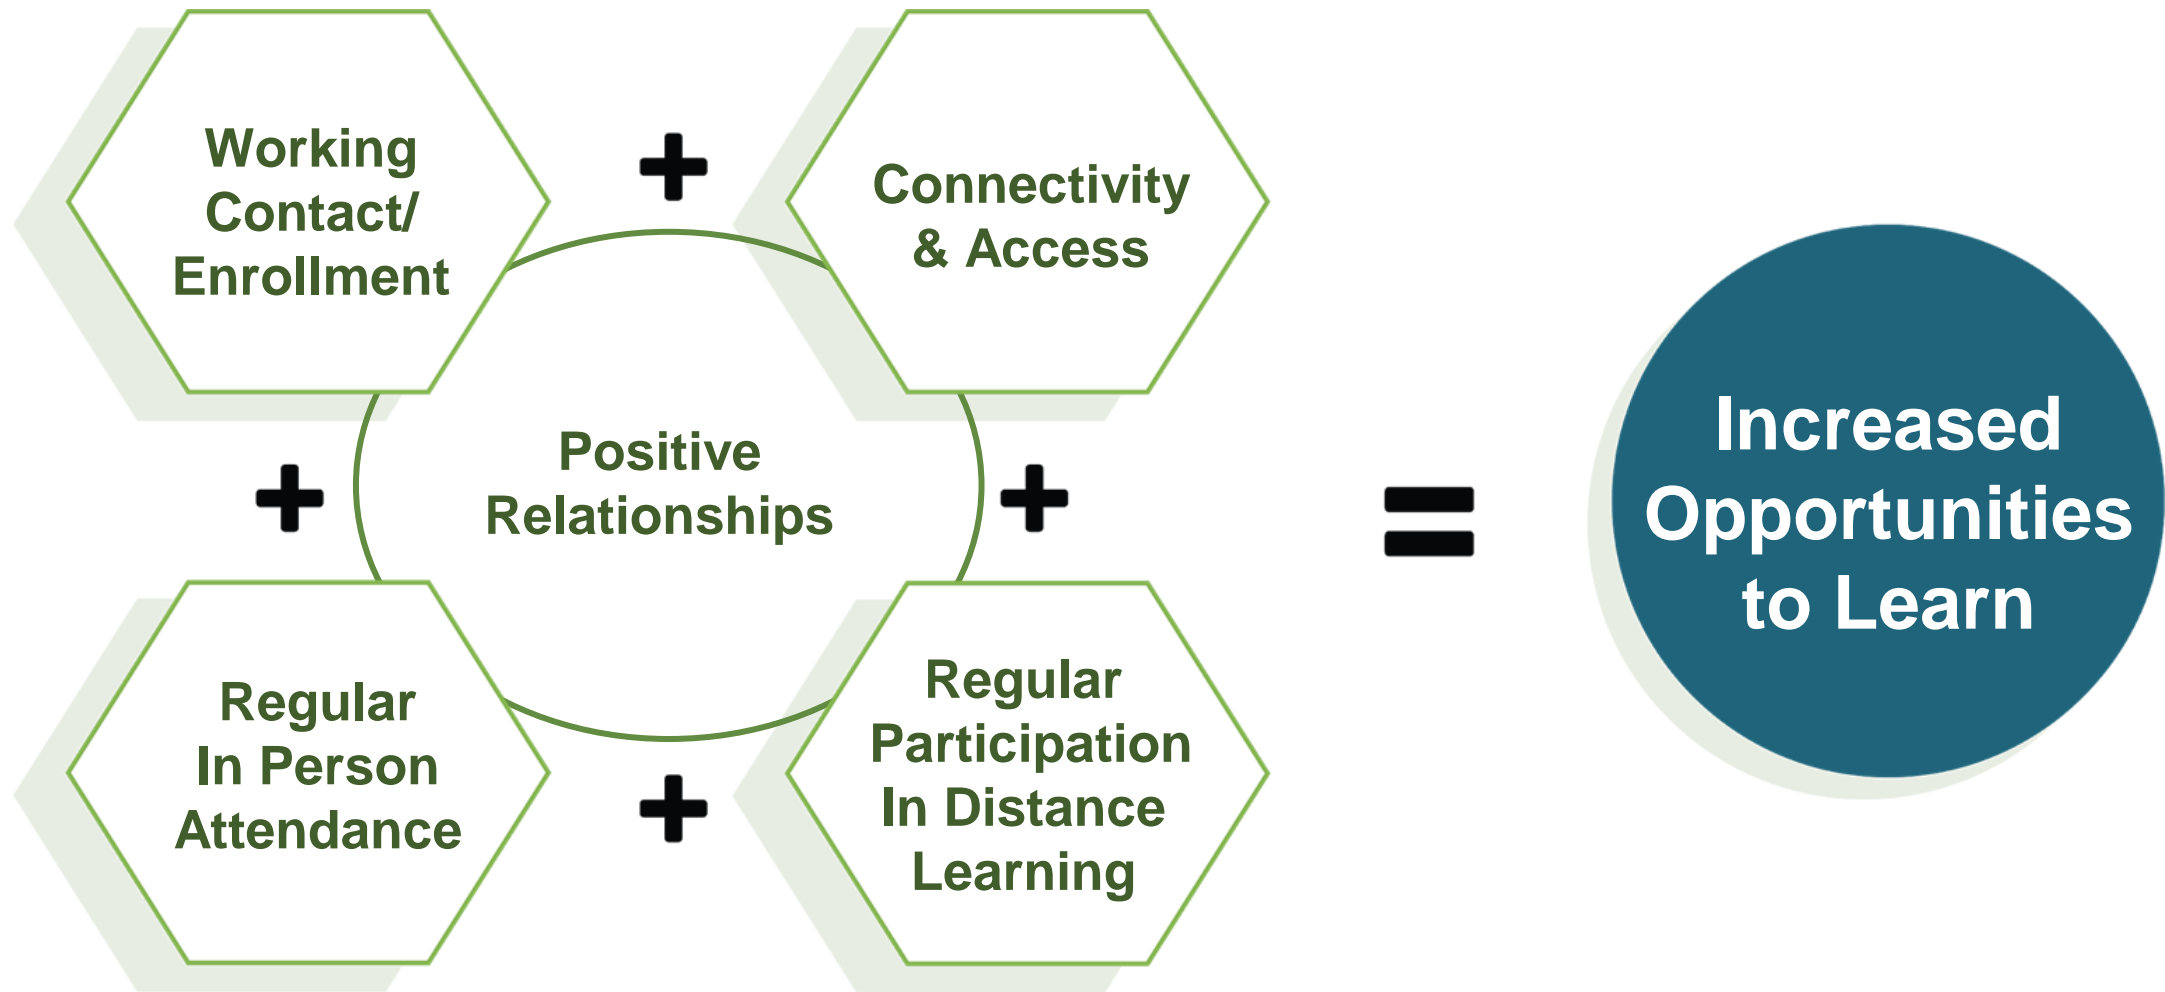 Working
Contact/
Enrollment
+
Connectivity
& Access
+
Positive
Relationships
+
Regular
In Person
Attendance
+
Regular
Participation
In Distance
Learning
=
Increased
Opportunities
to Learn